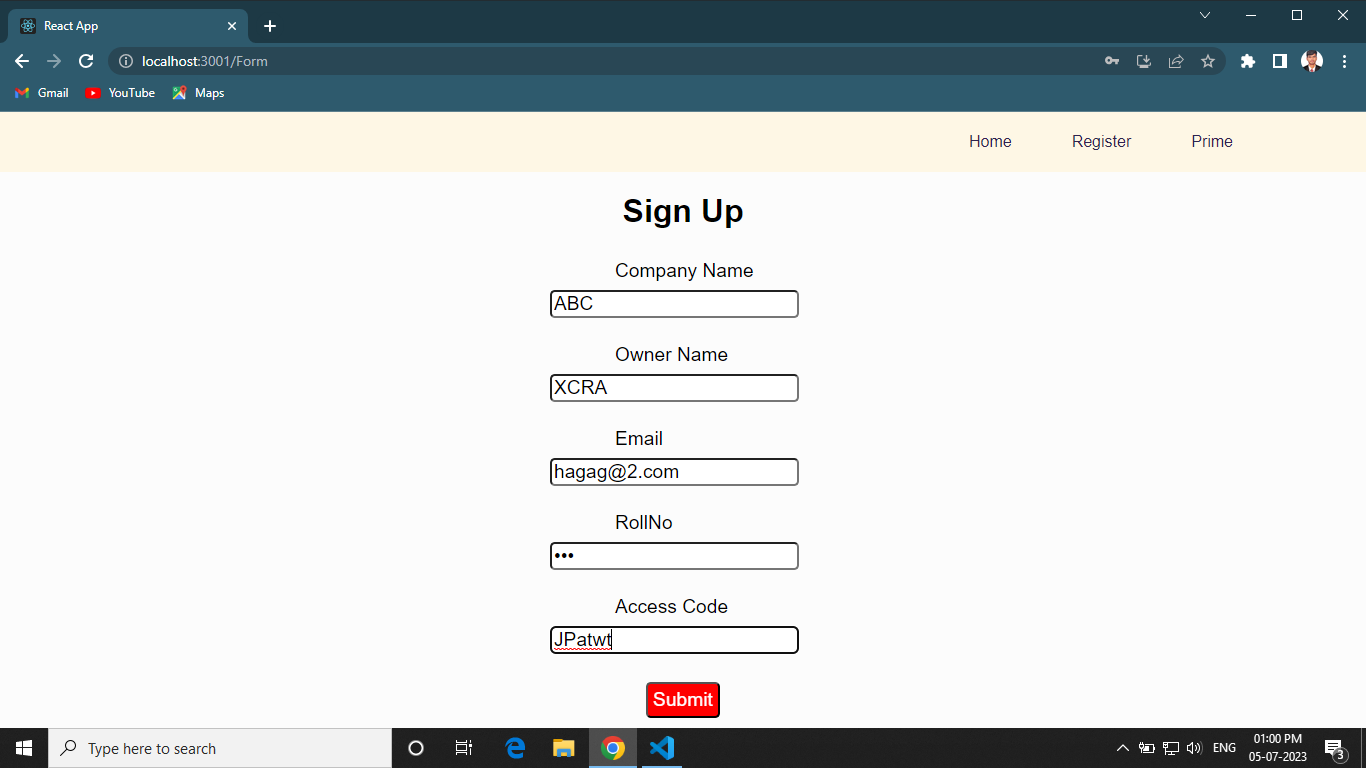 React App
localhost:3001/Form
Gmail YouTube Maps
Home Register Prime
Sign Up
Company Name
ABC
Owner Name
XCRA
Email
hagag@2.com
RollNo
•••
Access Code
JPatwt
Submit
Type here to search
ENG
01:00 PM
05-07-2023
3